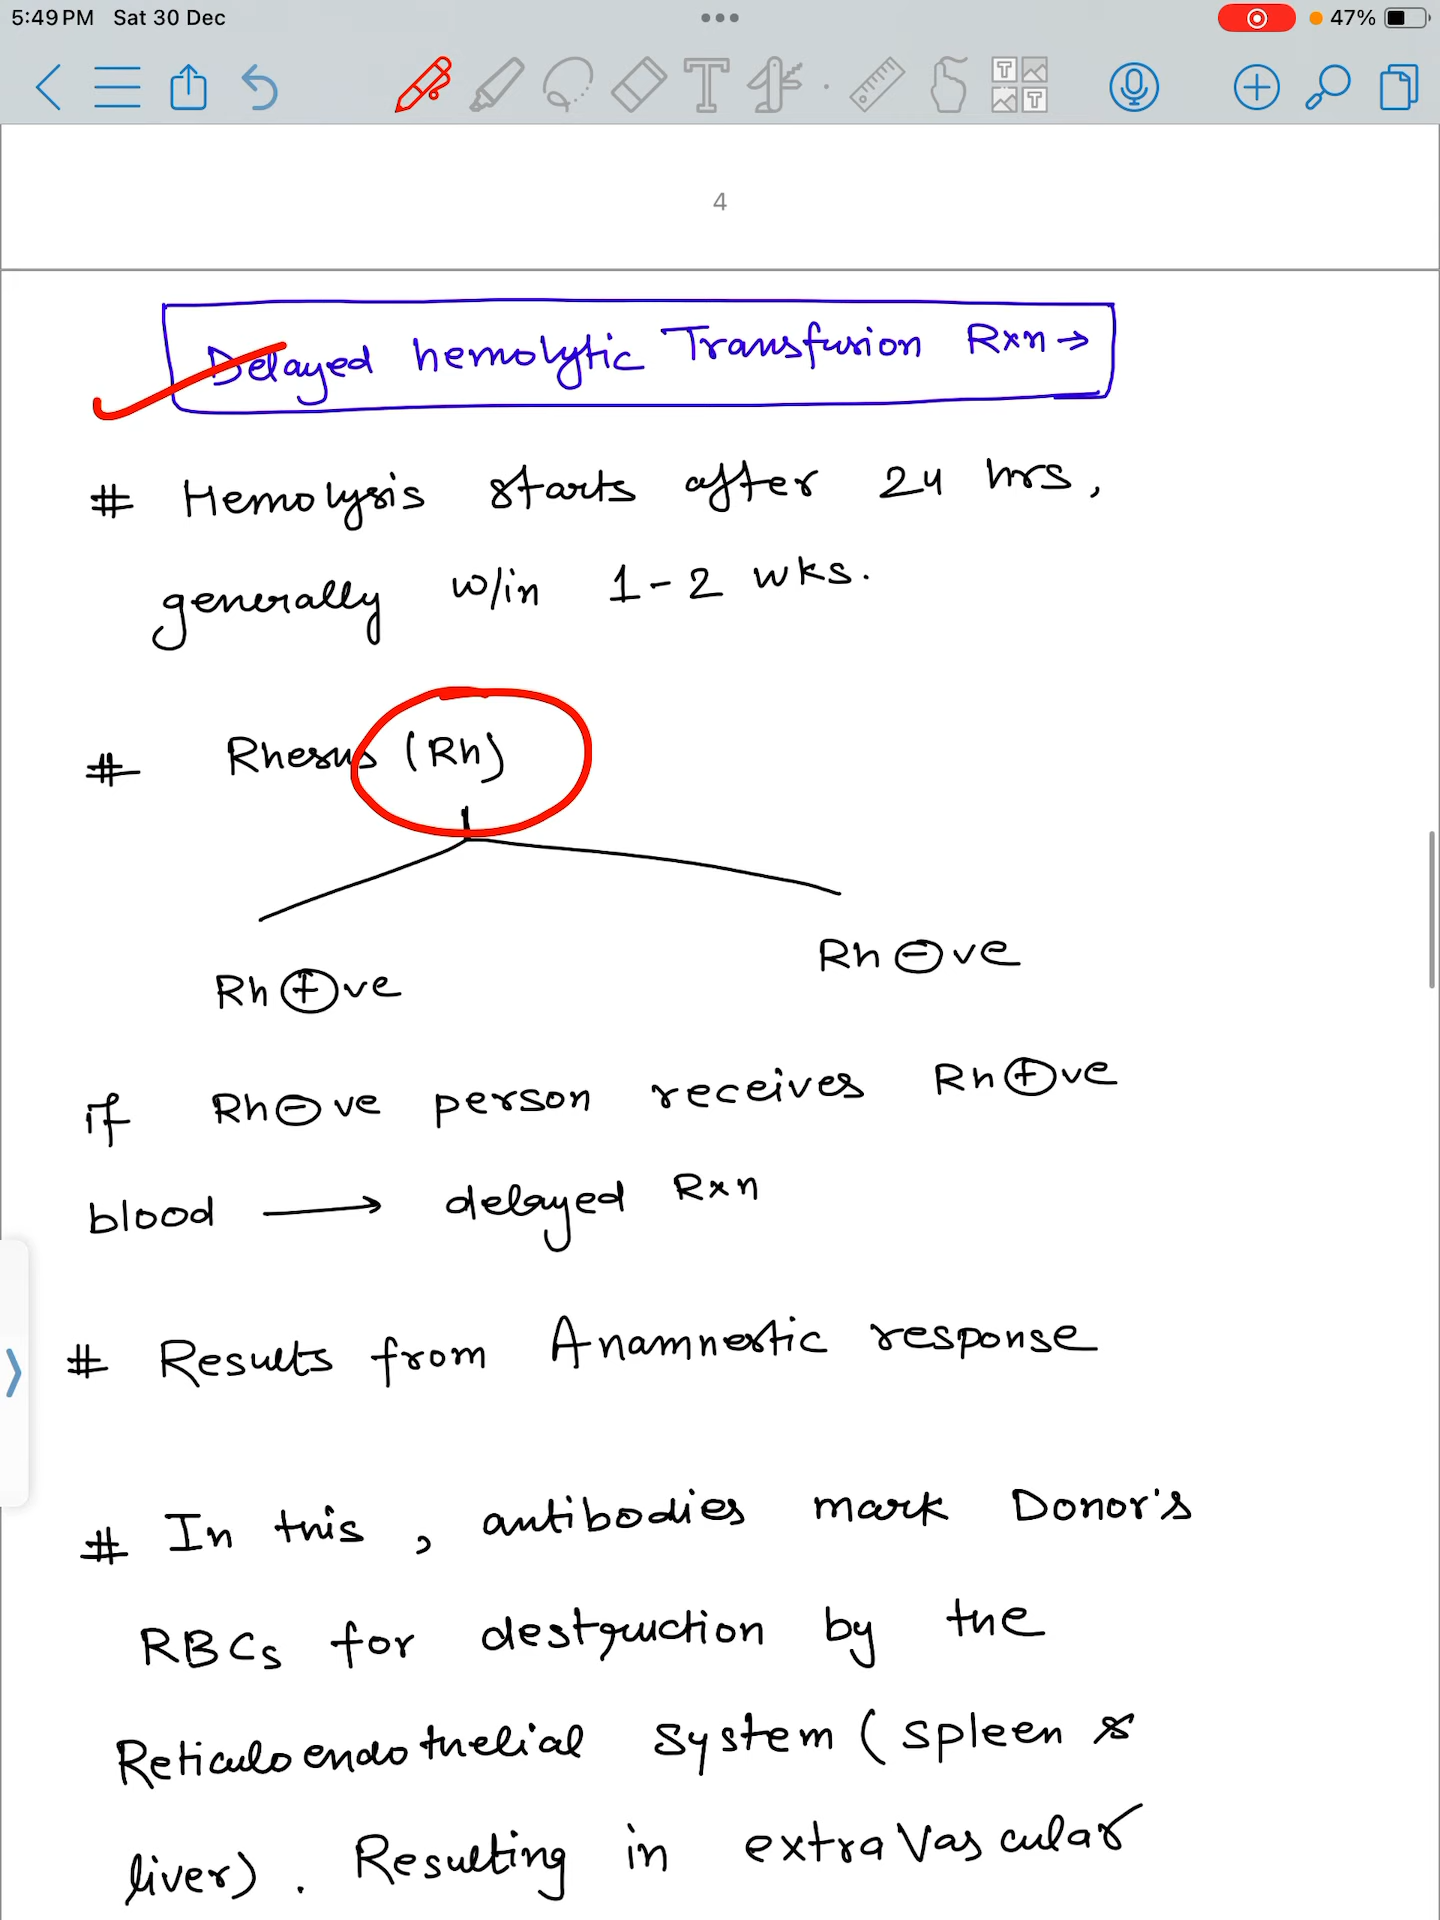 5:49 PM Sat 30 Dec
47%
4
Delayed hemolytic Transfusion Rxn →
# Hemolysis starts after 24 hrs,
generally w/in 1-2 wks.
# Rhesus (Rh)
Rh ⊕ve
Rh ⊖ve
if Rh⊖ve person receives Rh⊕ve
blood → delayed Rxn
# Results from Anamnestic response
# In this, antibodies mark Donor's
RBCs for destruction by the
Reticuloendothelial System (spleen &
liver). Resulting in extravascular